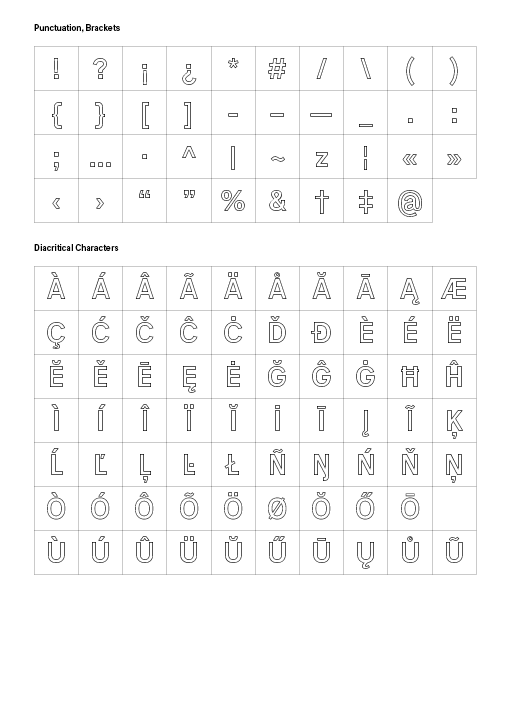 Punctuation, Brackets
! ? ¡ ¿ * # / \ ( )
{ } [ ] - – — _ . :
; … · ^ | ~ z ¦ « »
‹ › “ ” % & † ‡ @
Diacritical Characters
À Á Â Ã Ä Å Ă Ā Ą Æ
Ç Ć Č Ĉ Ċ Ď Đ È É Ë
Ĕ Ě Ē Ę Ė Ğ Ĝ Ġ Ħ Ĥ
Ì Í Î Ï Ĭ İ Ī Į Ĩ Ķ
Ĺ Ľ Ļ Ŀ Ł Ñ Ŋ Ń Ň Ņ
Ò Ó Ô Õ Ö Ø Ŏ Ő Ō
Ù Ú Û Ü Ŭ Ű Ū Ų Ů Ũ